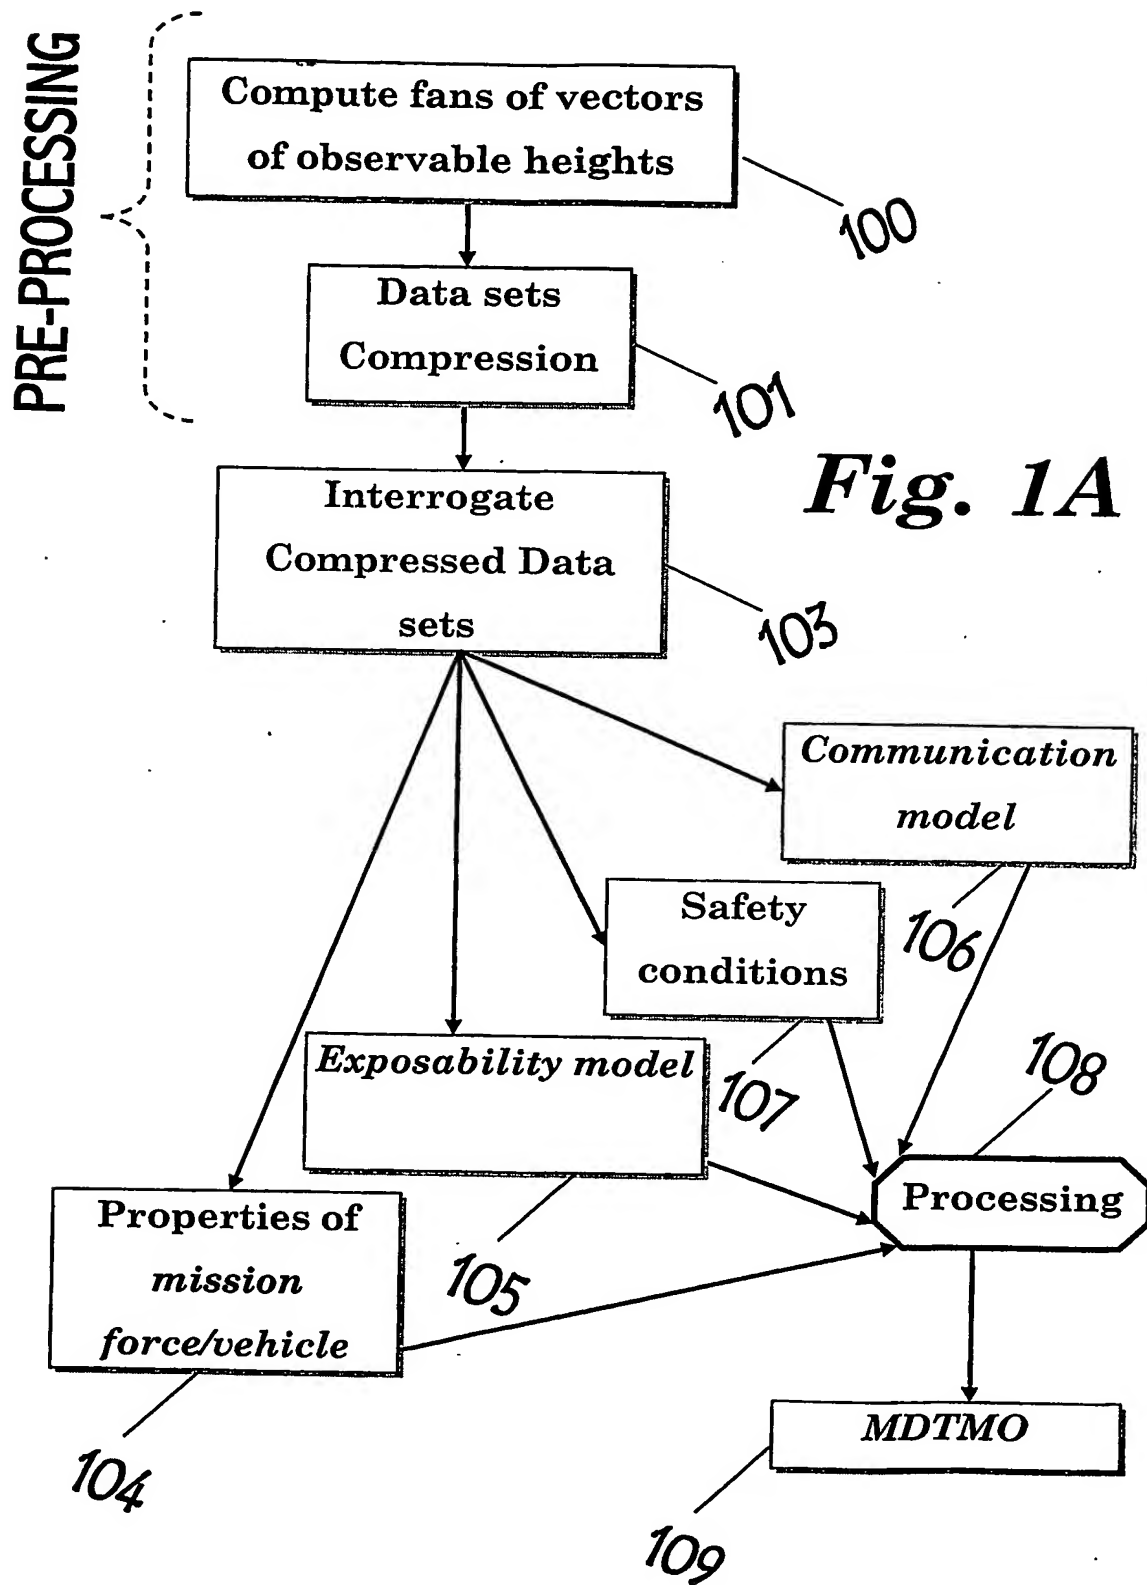 PRE-PROCESSING
Compute fans of vectors
of observable heights
100
Data sets
Compression
101
Fig. 1A
Interrogate
Compressed Data
sets
103
Communication
model
106
Safety
conditions
107
Exposability model
105
108
Processing
Properties of
mission
force/vehicle
104
MDTMO
109